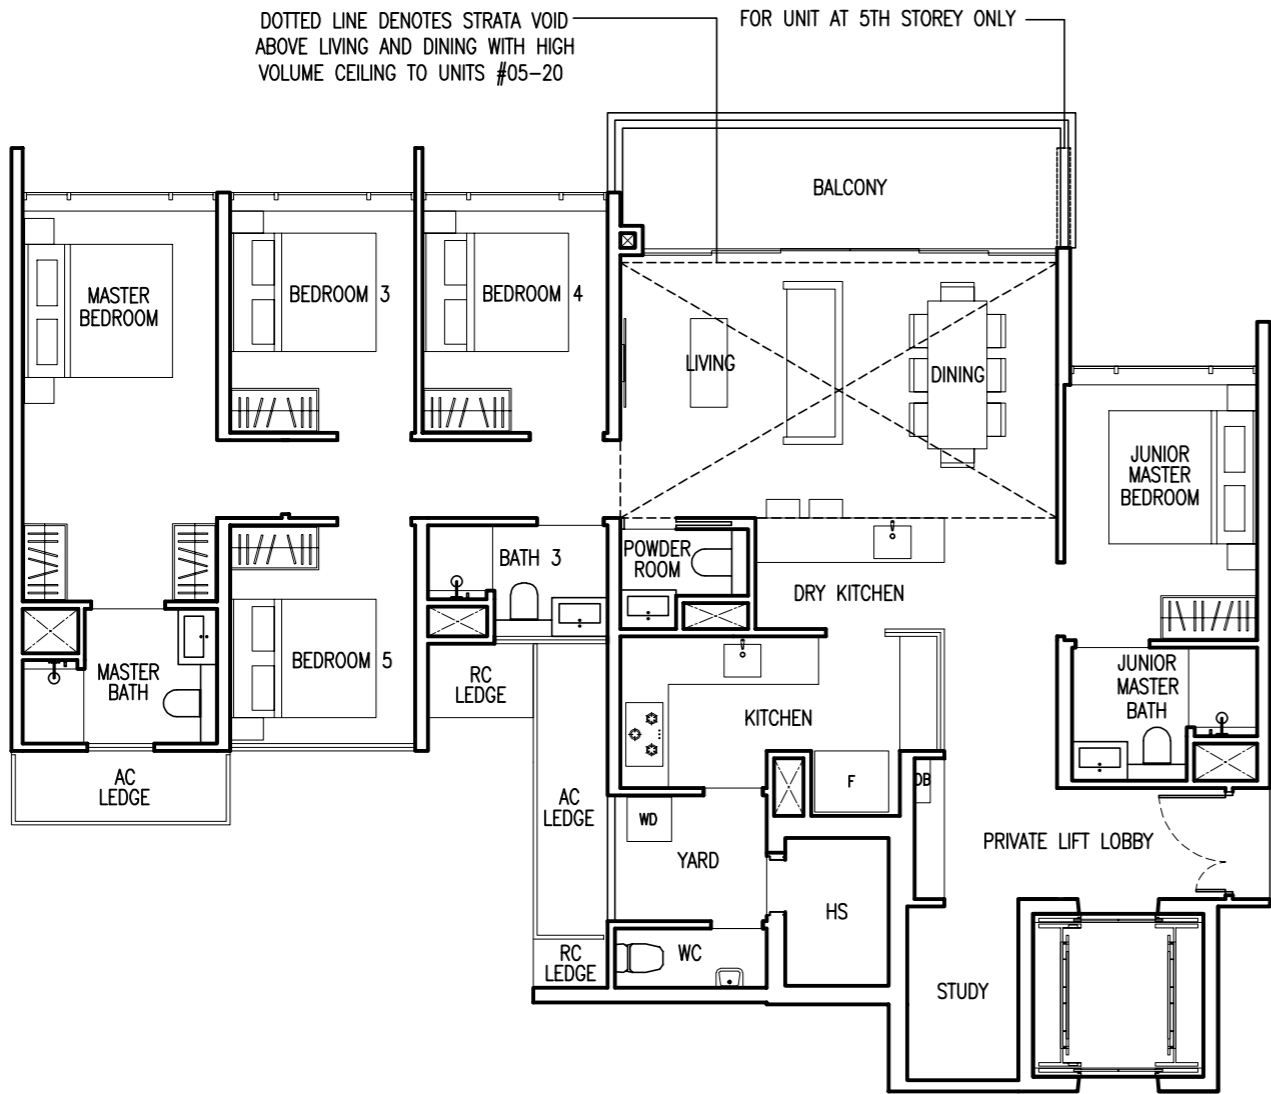 DOTTED LINE DENOTES STRATA VOID
ABOVE LIVING AND DINING WITH HIGH
VOLUME CEILING TO UNITS #05-20
FOR UNIT AT 5TH STOREY ONLY
BALCONY
MASTER
BEDROOM
BEDROOM 3
BEDROOM 4
LIVING
DINING
JUNIOR
MASTER
BEDROOM
BATH 3
POWDER
ROOM
DRY KITCHEN
MASTER
BATH
BEDROOM 5
RC
LEDGE
KITCHEN
JUNIOR
MASTER
BATH
AC
LEDGE
AC
LEDGE
WD
F
DB
YARD
PRIVATE LIFT LOBBY
HS
RC
LEDGE
WC
STUDY